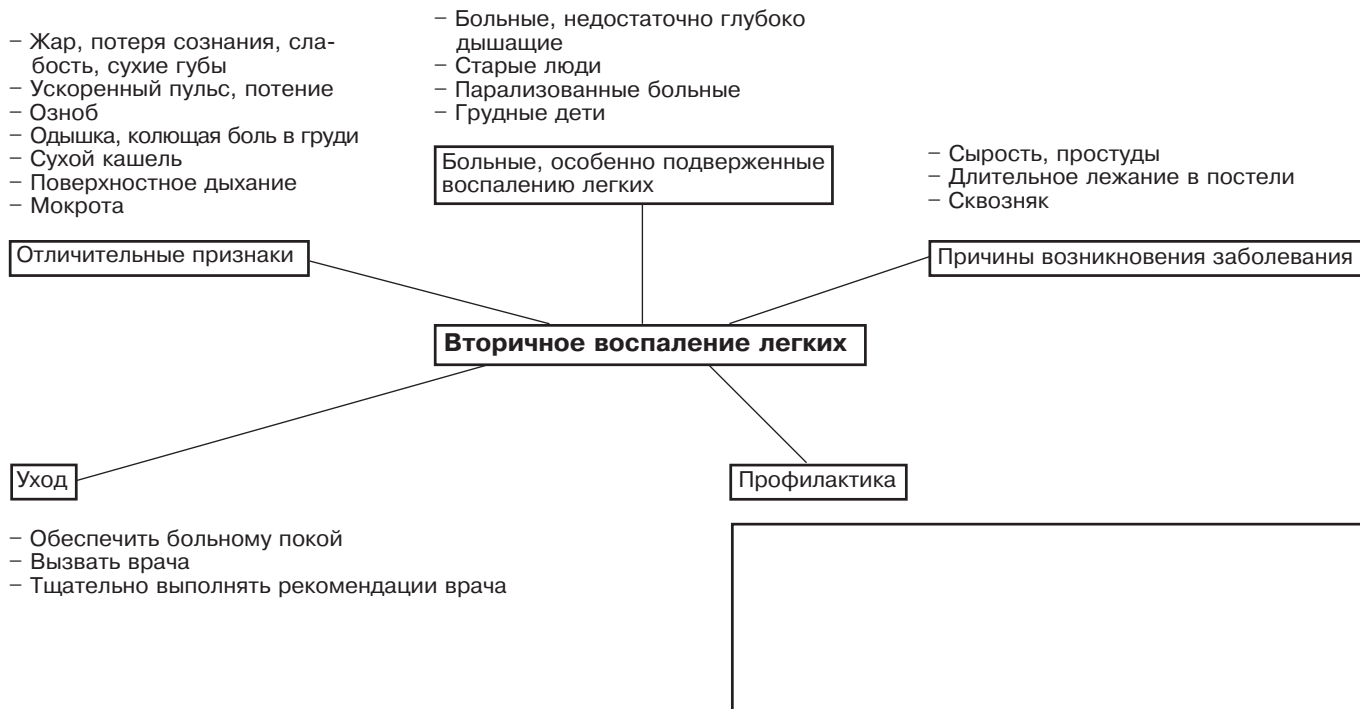 – Жар, потеря сознания, сла-
бость, сухие губы
– Ускоренный пульс, потение
– Озноб
– Одышка, колющая боль в груди
– Сухой кашель
– Поверхностное дыхание
– Мокрота
Отличительные признаки
– Больные, недостаточно глубоко
дышащие
– Старые люди
– Парализованные больные
– Грудные дети
Больные, особенно подверженные
воспалению легких
– Сырость, простуды
– Длительное лежание в постели
– Сквозняк
Причины возникновения заболевания
Вторичное воспаление легких
Уход
– Обеспечить больному покой
– Вызвать врача
– Тщательно выполнять рекомендации врача
Профилактика